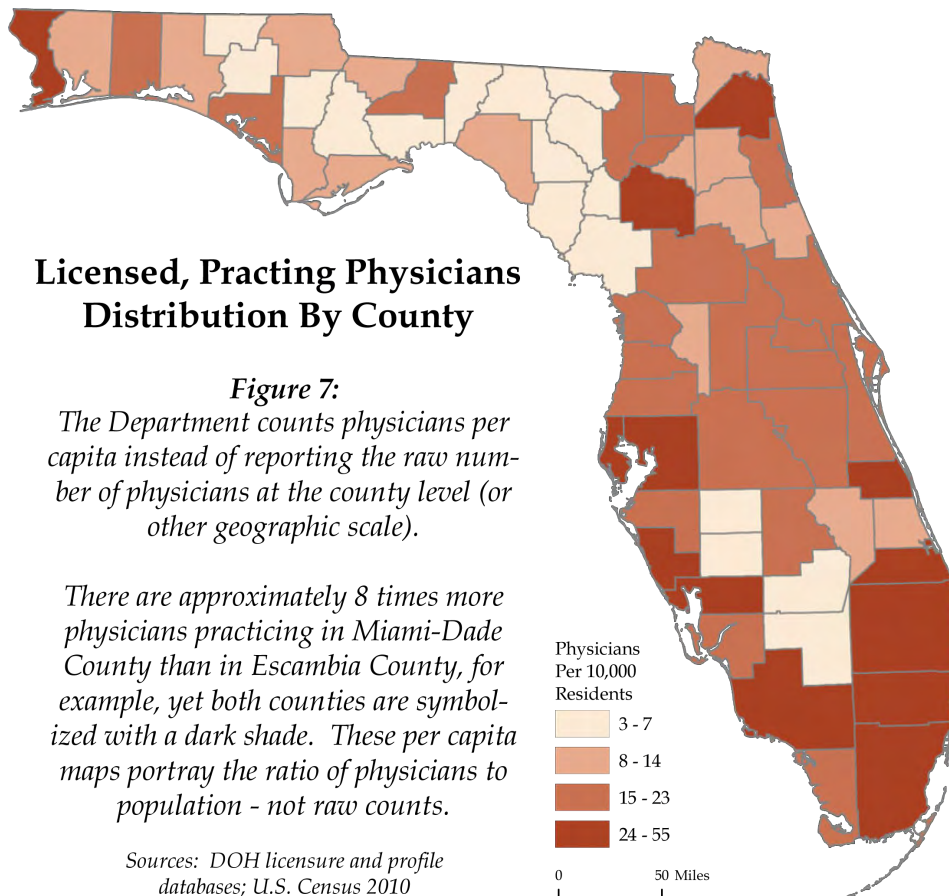 Licensed, Practing Physicians
Distribution By County
Figure 7:
The Department counts physicians per
capita instead of reporting the raw num-
ber of physicians at the county level (or
other geographic scale).
There are approximately 8 times more
physicians practicing in Miami-Dade
County than in Escambia County, for
example, yet both counties are symbol-
ized with a dark shade.  These per capita
maps portray the ratio of physicians to
population - not raw counts.
Sources:  DOH licensure and profile
databases; U.S. Census 2010
Physicians
Per 10,000
Residents
3 - 7
8 - 14
15 - 23
24 - 55
0 50 Miles